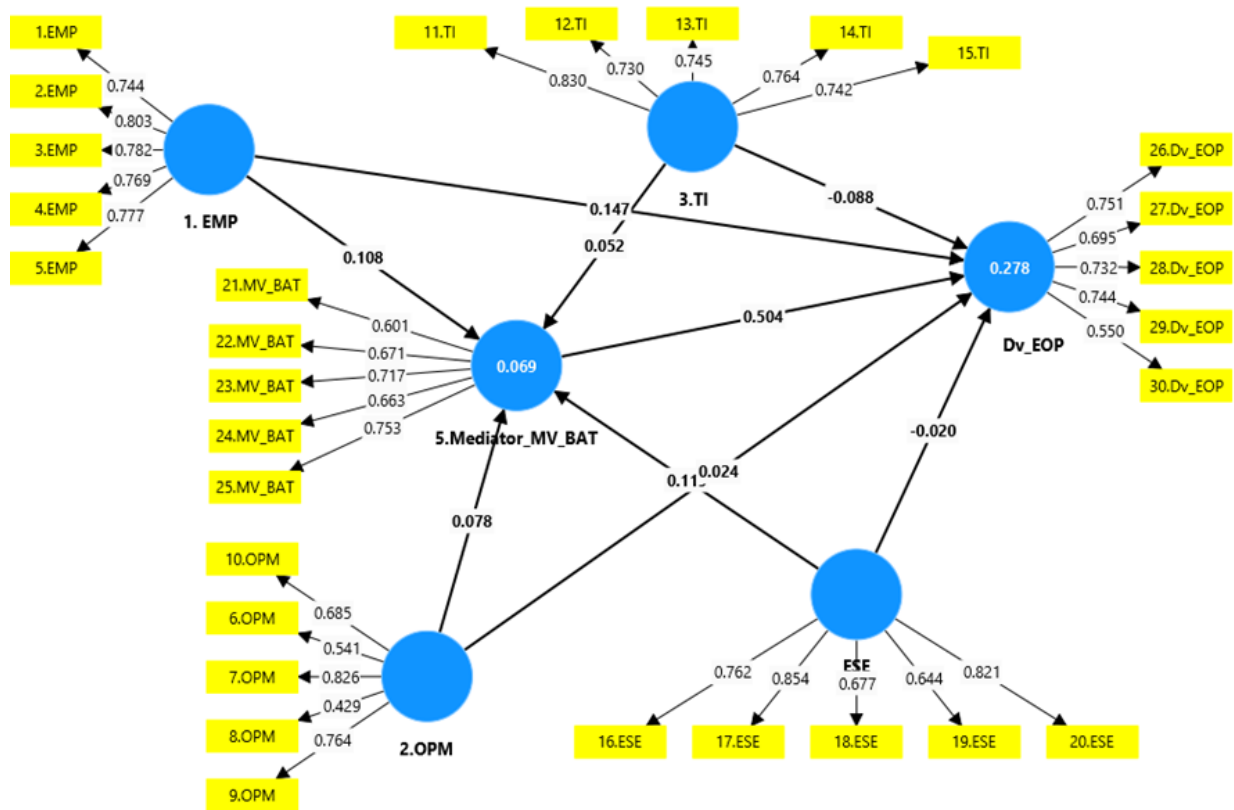 1.EMP
2.EMP
3.EMP
4.EMP
5.EMP
0.744
0.803
0.782
0.769
0.777
1. EMP
11.TI
12.TI
13.TI
14.TI
15.TI
0.830
0.730
0.745
0.764
0.742
3.TI
0.147
-0.088
0.108
0.052
26.Dv_EOP
27.Dv_EOP
28.Dv_EOP
29.Dv_EOP
30.Dv_EOP
0.751
0.695
0.732
0.744
0.550
0.278
Dv_EOP
21.MV_BAT
22.MV_BAT
23.MV_BAT
24.MV_BAT
25.MV_BAT
0.601
0.671
0.717
0.663
0.753
0.069
5.Mediator_MV_BAT
0.504
-0.020
0.024
0.078
10.OPM
6.OPM
7.OPM
8.OPM
9.OPM
0.685
0.541
0.826
0.429
0.764
2.OPM
ESE
0.762
0.854
0.677
0.644
0.821
16.ESE
17.ESE
18.ESE
19.ESE
20.ESE